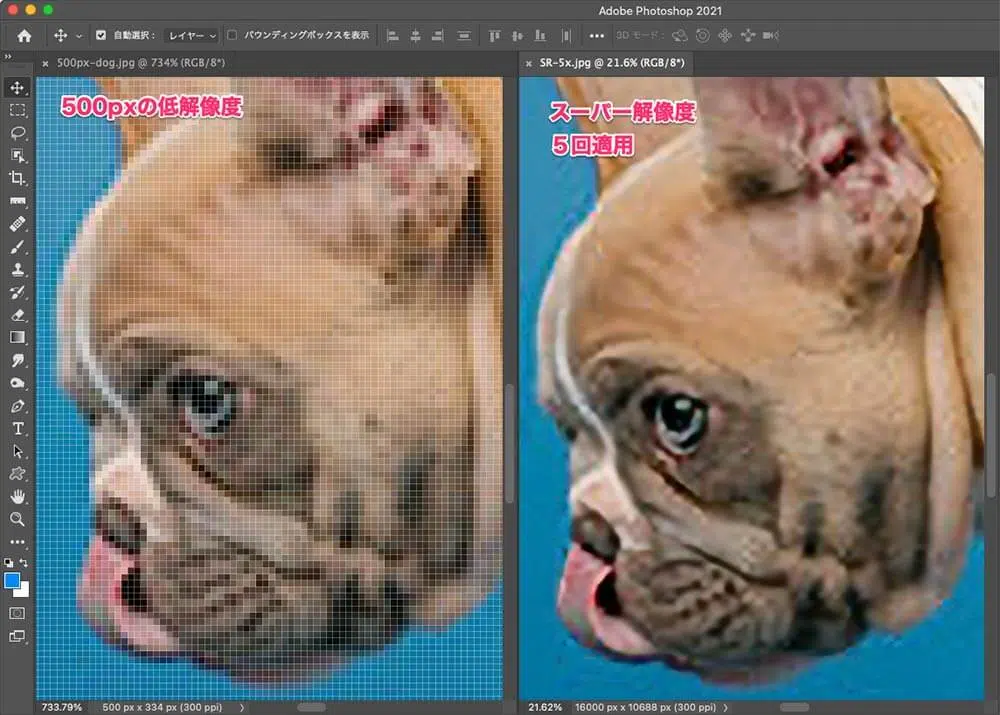 Adobe Photoshop 2021
自動選択： レイヤー バウンディングボックスを表示 3D モード：
500px-dog.jpg @ 734% (RGB/8*)
SR-5x.jpg @ 21.6% (RGB/8*)
500pxの低解像度
スーパー解像度
5回適用
733.79% 500 px x 334 px (300 ppi)
21.62% 16000 px x 10688 px (300 ppi)